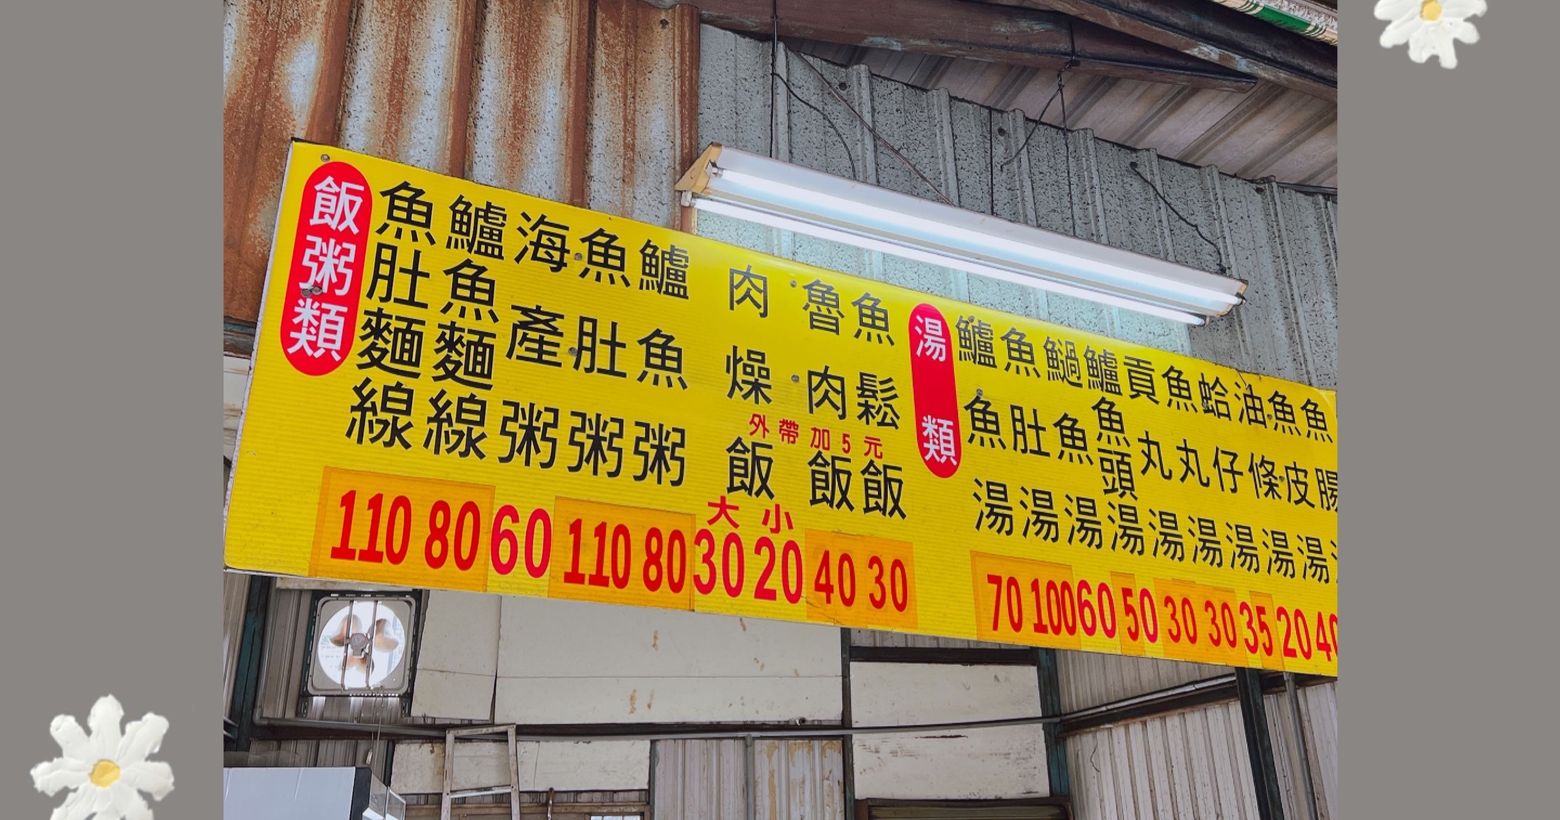 飯粥類
魚肚麵線 110
鱸魚麵線 80
海產粥 60
魚肚粥 110
鱸魚粥 80
肉燥飯 大30 小20
魯肉飯 40
魚鬆飯 30
外帶加5元
湯類
鱸魚湯 70
魚肚湯 100
魚湯 60
鱸魚頭湯 50
貢丸湯 30
魚丸湯 30
蛤仔湯 35
油條湯 20
魚皮湯 40
魚腸